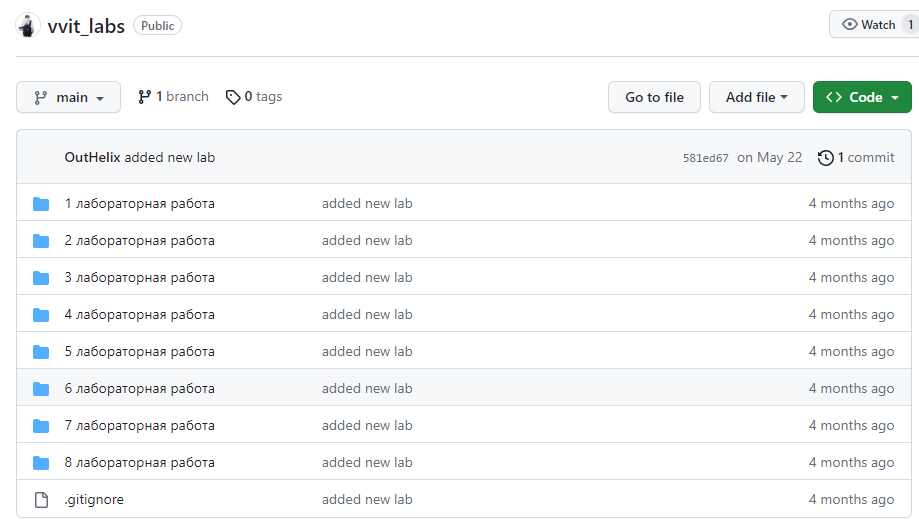 vvit_labs Public Watch 1
main 1 branch 0 tags Go to file Add file Code
OutHelix added new lab 581ed67 on May 22 1 commit
1 лабораторная работа added new lab 4 months ago
2 лабораторная работа added new lab 4 months ago
3 лабораторная работа added new lab 4 months ago
4 лабораторная работа added new lab 4 months ago
5 лабораторная работа added new lab 4 months ago
6 лабораторная работа added new lab 4 months ago
7 лабораторная работа added new lab 4 months ago
8 лабораторная работа added new lab 4 months ago
.gitignore added new lab 4 months ago